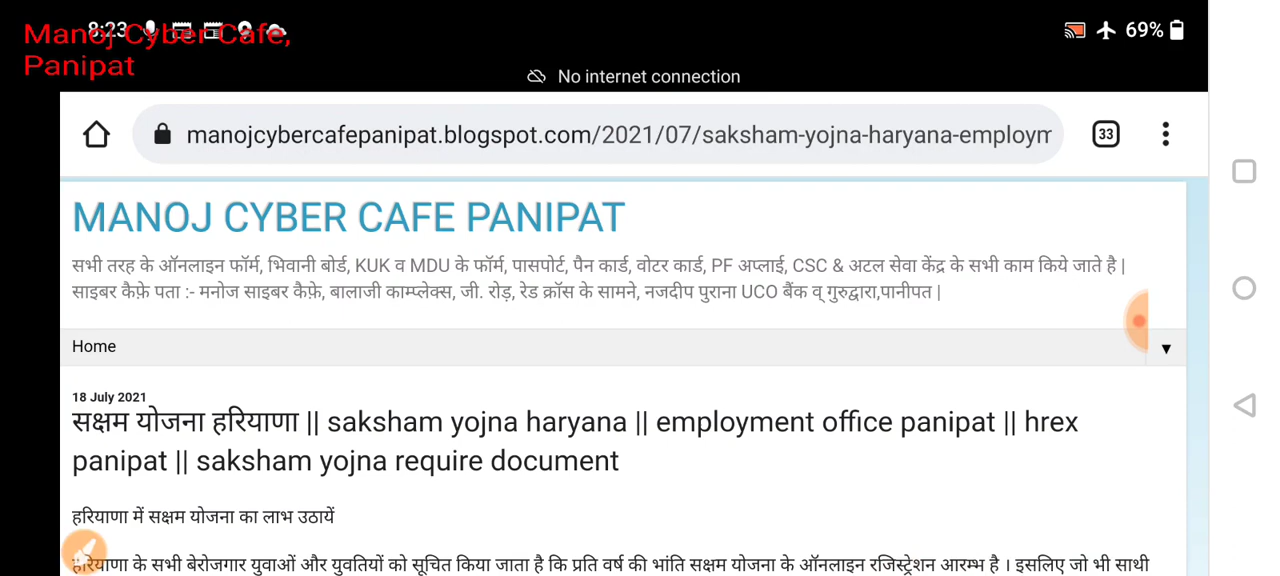 Manoj Cyber Cafe,
Panipat
8:23
69%
No internet connection
manojcybercafepanipat.blogspot.com/2021/07/saksham-yojna-haryana-employm
33
MANOJ CYBER CAFE PANIPAT
सभी तरह के ऑनलाइन फॉर्म, भिवानी बोर्ड, KUK व MDU के फॉर्म, पासपोर्ट, पैन कार्ड, वोटर कार्ड, PF अप्लाई, CSC & अटल सेवा केंद्र के सभी काम किये जाते है |
साइबर कैफ़े पता :- मनोज साइबर कैफ़े, बालाजी काम्प्लेक्स, जी. रोड़, रेड क्रॉस के सामने, नजदीप पुराना UCO बैंक व् गुरुद्वारा,पानीपत |
Home
18 July 2021
सक्षम योजना हरियाणा || saksham yojna haryana || employment office panipat || hrex
panipat || saksham yojna require document
हरियाणा में सक्षम योजना का लाभ उठायें
हरियाणा के सभी बेरोजगार युवाओं और युवतियों को सूचित किया जाता है कि प्रति वर्ष की भांति सक्षम योजना के ऑनलाइन रजिस्ट्रेशन आरम्भ है । इसलिए जो भी साथी